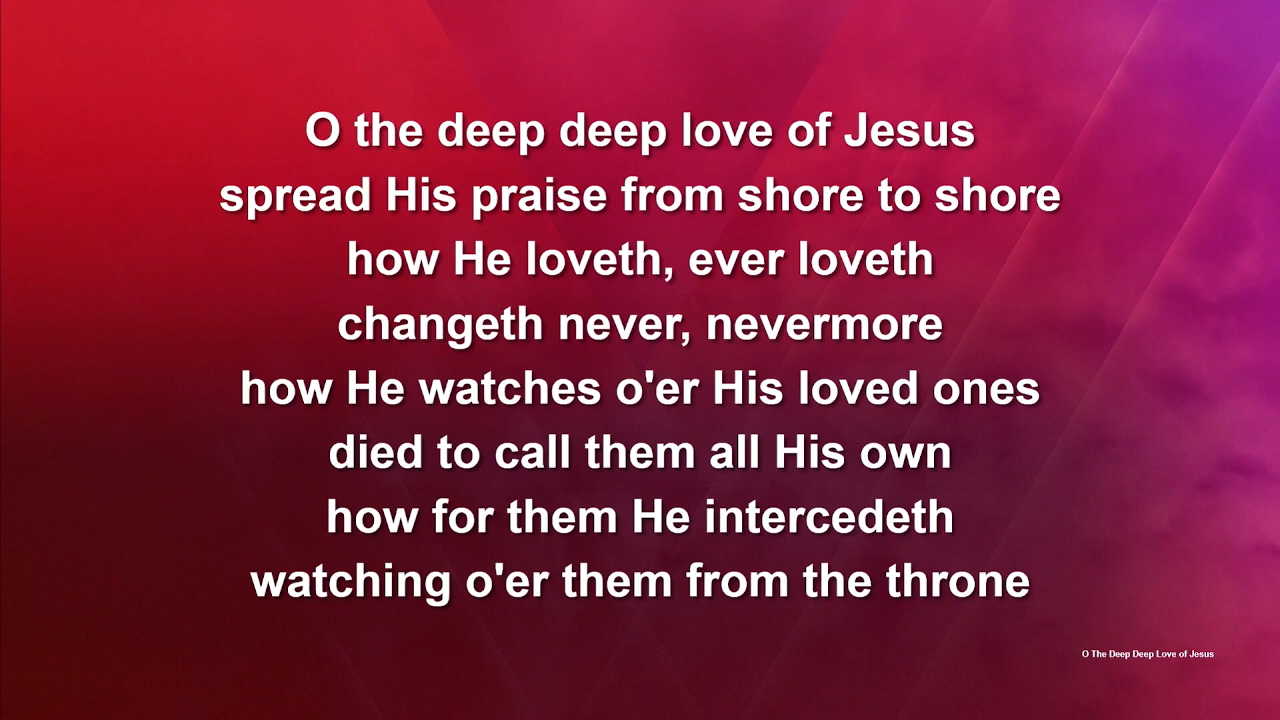 O the deep deep love of Jesus
spread His praise from shore to shore
how He loveth, ever loveth
changeth never, nevermore
how He watches o'er His loved ones
died to call them all His own
how for them He intercedeth
watching o'er them from the throne
O The Deep Deep Love of Jesus